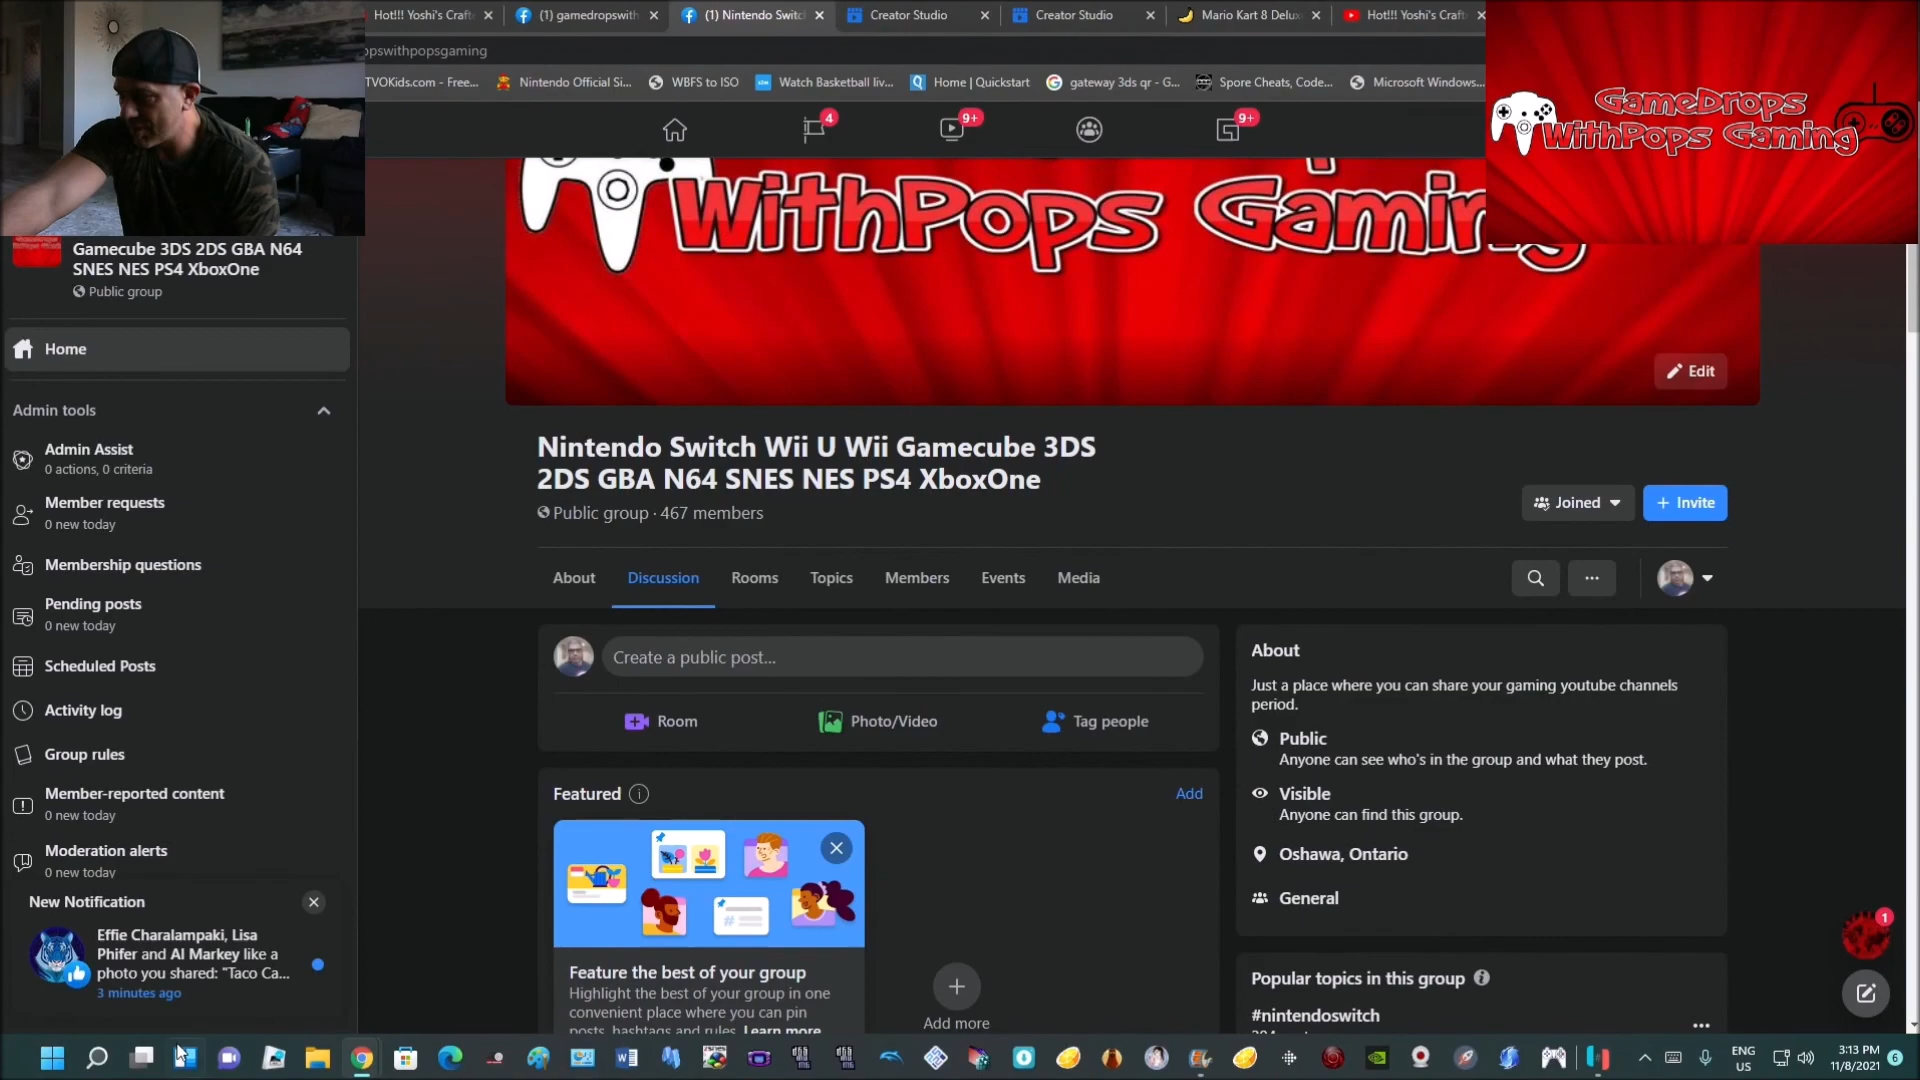 Hot!!! Yoshi's Craft
(1) gamedropswith
(1) Nintendo Switc
Creator Studio
Creator Studio
Mario Kart 8 Delux
Hot!!! Yoshi's Craft
opswithpopsgaming
TVOKids.com - Free...
Nintendo Official Si...
WBFS to ISO
Watch Basketball liv...
Home | Quickstart
gateway 3ds qr - G...
Spore Cheats, Code...
Microsoft Windows...
4
9+
9+
GameDrops
WithPops Gaming
WithPops Gaming
Gamecube 3DS 2DS GBA N64
SNES NES PS4 XboxOne
Public group
Home
Admin tools
Admin Assist
0 actions, 0 criteria
Member requests
0 new today
Membership questions
Pending posts
0 new today
Scheduled Posts
Activity log
Group rules
Member-reported content
0 new today
Moderation alerts
0 new today
New Notification
Effie Charalampaki, Lisa
Phifer and Al Markey like a
photo you shared: "Taco Ca...
3 minutes ago
Edit
Nintendo Switch Wii U Wii Gamecube 3DS
2DS GBA N64 SNES NES PS4 XboxOne
Public group · 467 members
Joined
+ Invite
About
Discussion
Rooms
Topics
Members
Events
Media
Create a public post...
Room
Photo/Video
Tag people
Featured
Add
Feature the best of your group
Highlight the best of your group in one
convenient place where you can pin
posts, hashtags and rules. Learn more
Add more
About
Just a place where you can share your gaming youtube channels
period.
Public
Anyone can see who's in the group and what they post.
Visible
Anyone can find this group.
Oshawa, Ontario
General
Popular topics in this group
#nintendoswitch
1
ENG
US
3:13 PM
11/8/2021
6